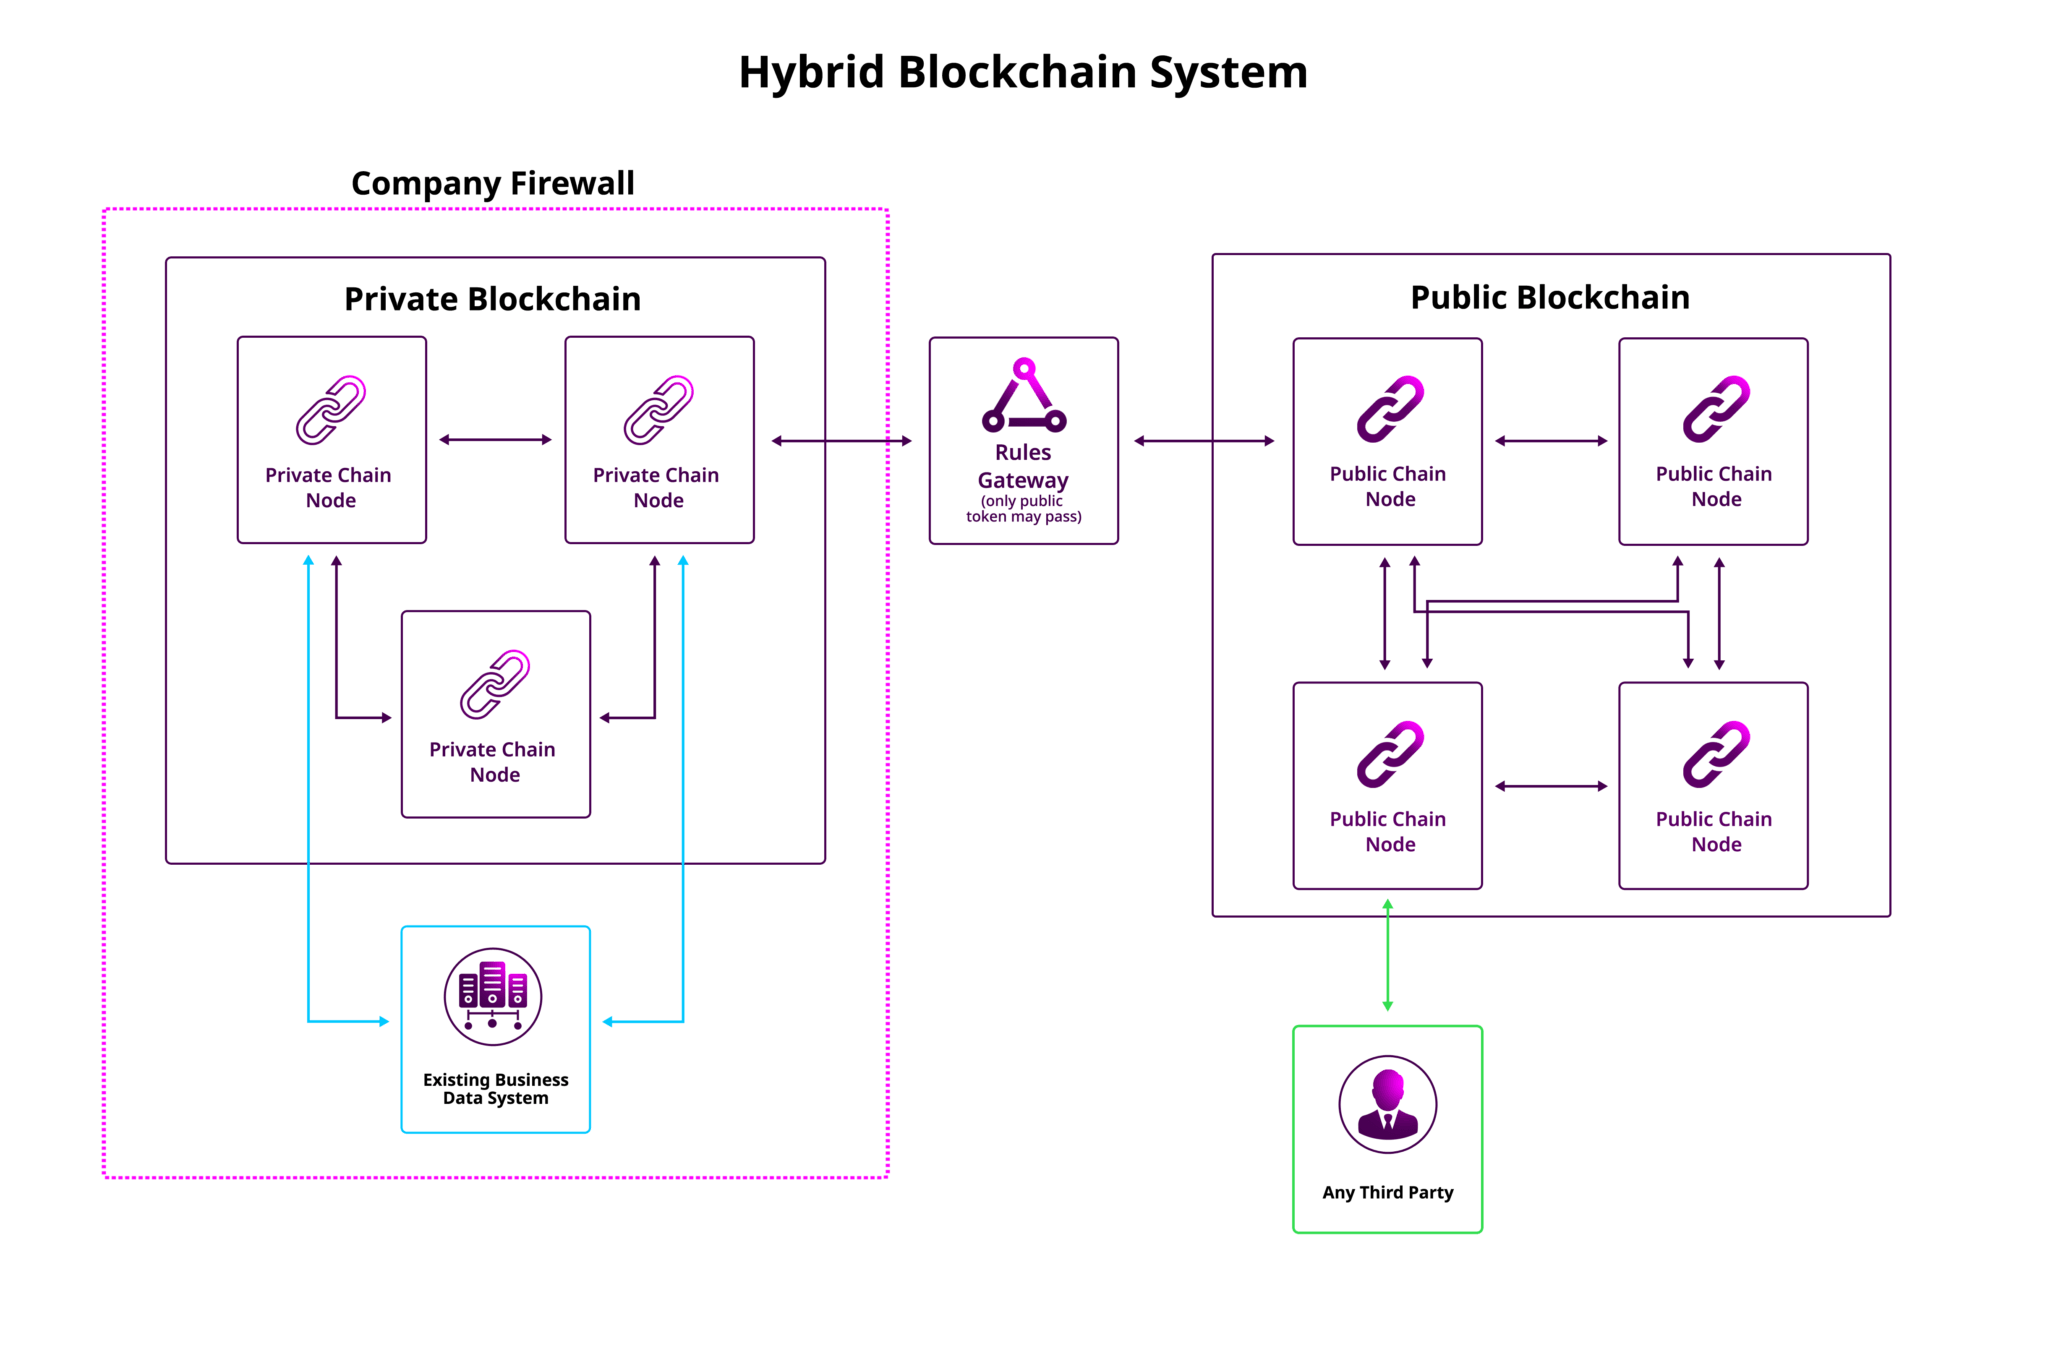 Hybrid Blockchain System
Company Firewall
Private Blockchain
Private Chain
Node
Private Chain
Node
Private Chain
Node
Existing Business
Data System
Rules
Gateway
(only public
token may pass)
Public Blockchain
Public Chain
Node
Public Chain
Node
Public Chain
Node
Public Chain
Node
Any Third Party